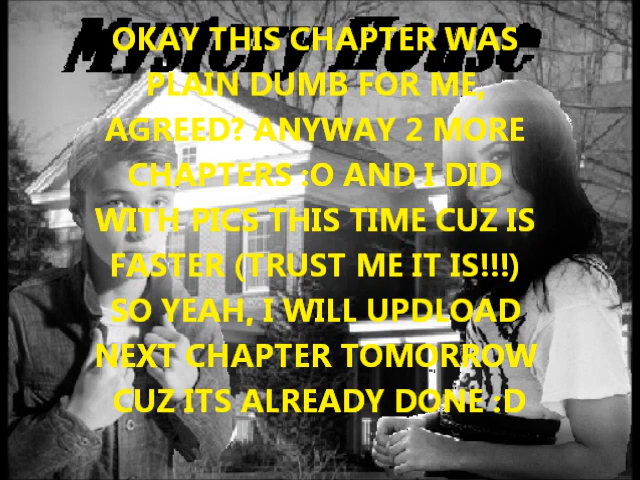 Mystery House
OKAY THIS CHAPTER WAS
PLAIN DUMB FOR ME,
AGREED? ANYWAY 2 MORE
CHAPTERS :O AND I DID
WITH PICS THIS TIME CUZ IS
FASTER (TRUST ME IT IS!!!)
SO YEAH, I WILL UPDLOAD
NEXT CHAPTER TOMORROW
CUZ ITS ALREADY DONE :D